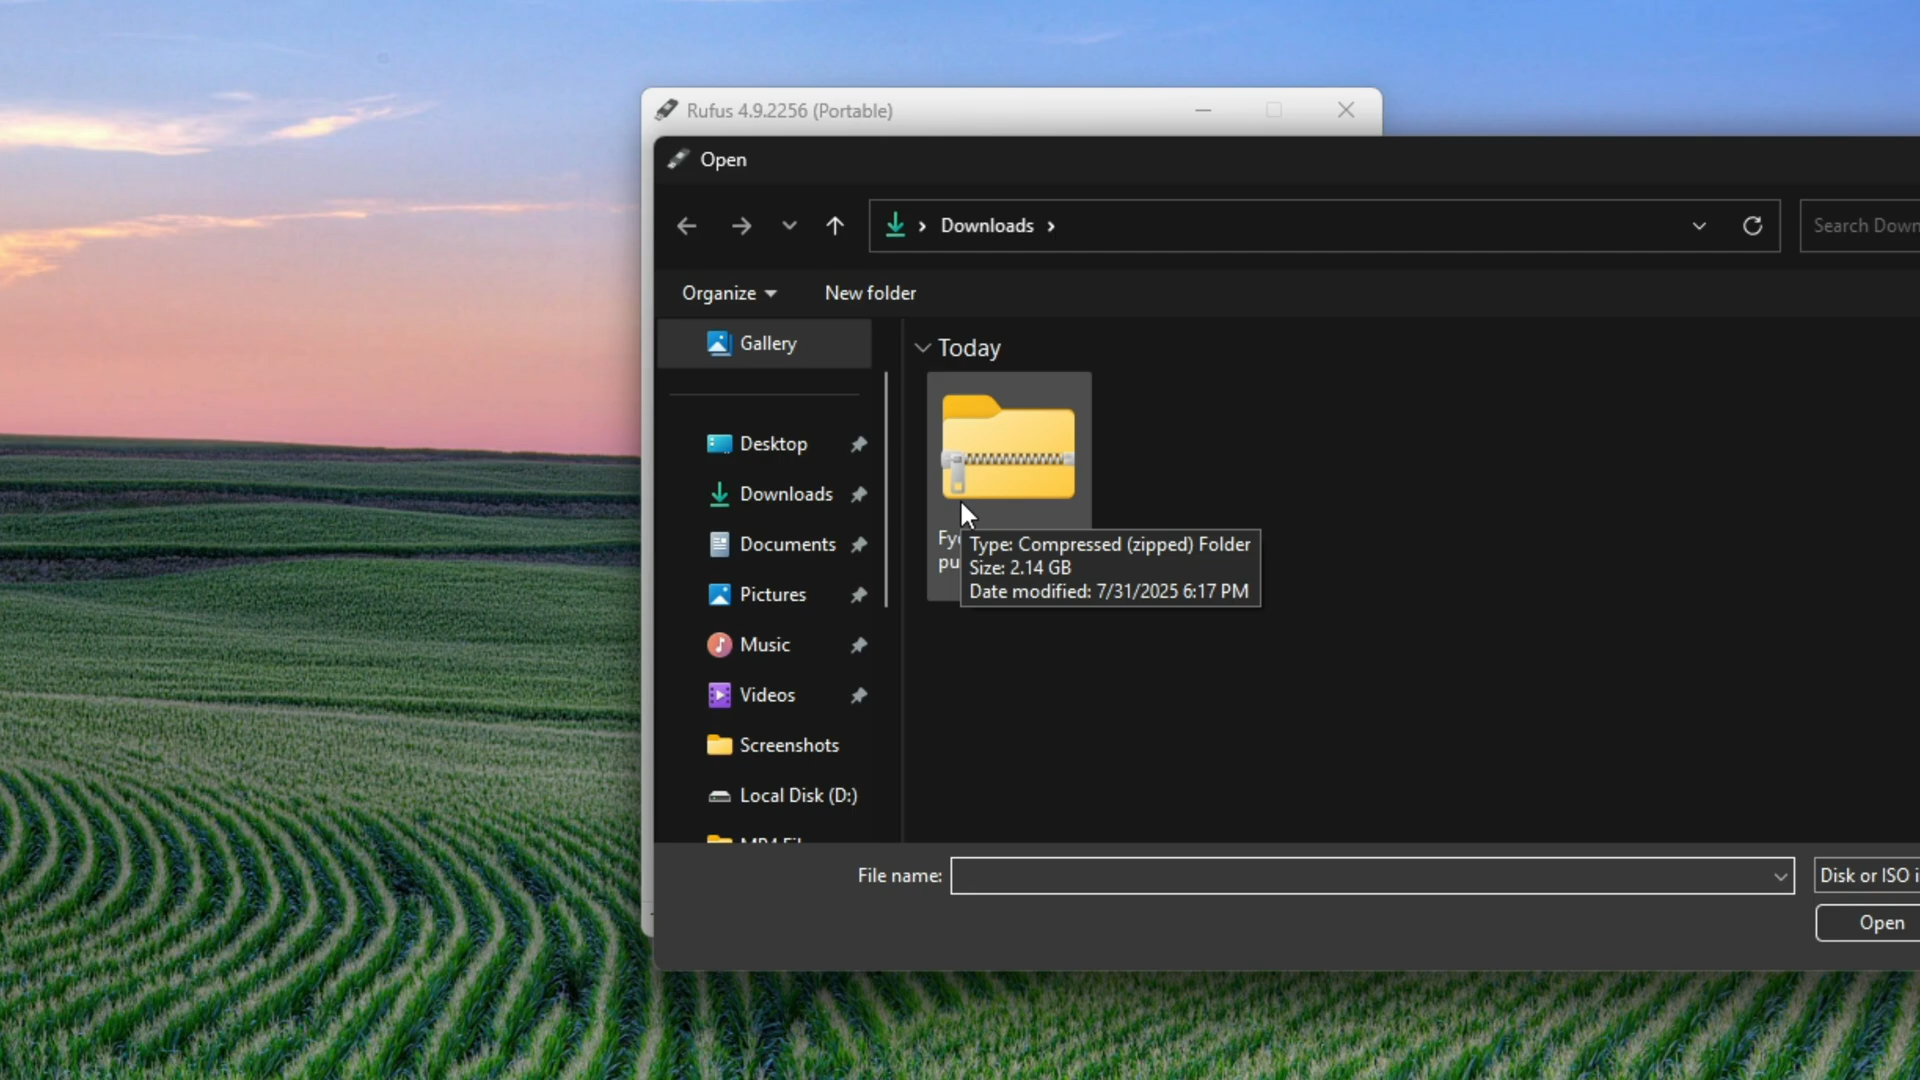 Rufus 4.9.2256 (Portable)
Open
Downloads
Search Down
Organize
New folder
Gallery
Today
Desktop
Downloads
Documents
Pictures
Music
Videos
Screenshots
Local Disk (D:)
Fy
pu
Type: Compressed (zipped) Folder
Size: 2.14 GB
Date modified: 7/31/2025 6:17 PM
File name:
Disk or ISO i
Open